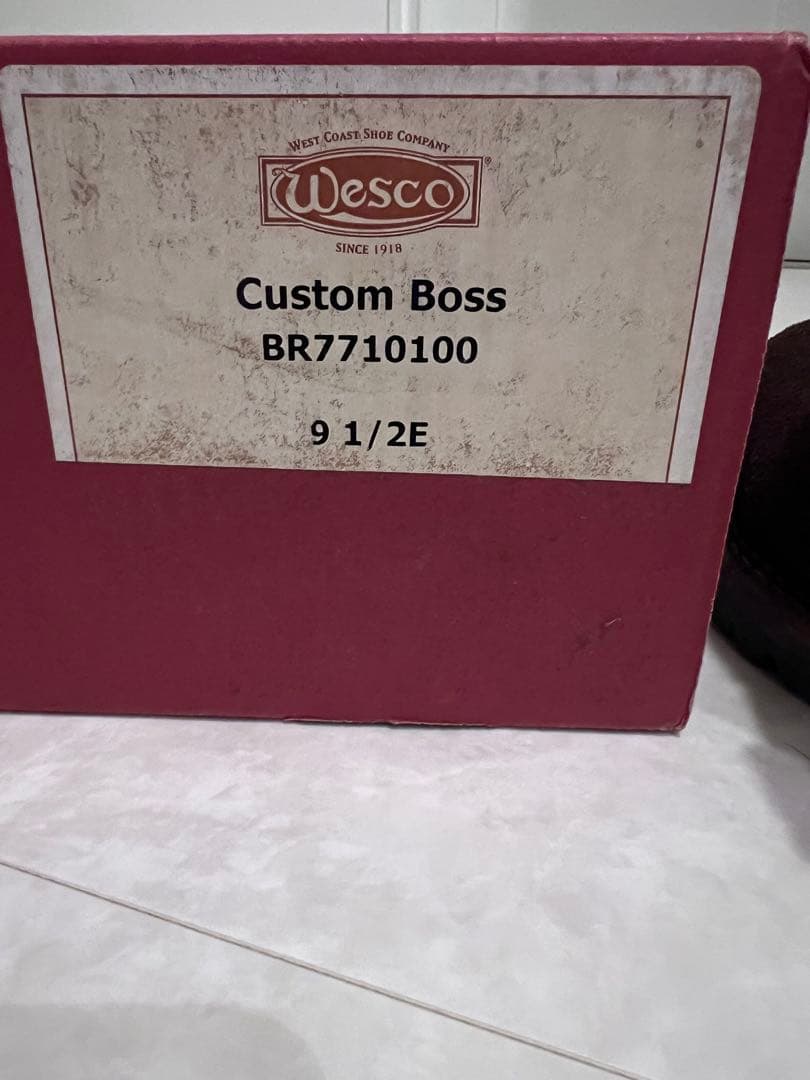 WEST COAST SHOE COMPANY
Wesco®
SINCE 1918
Custom Boss
BR7710100
9 1/2E